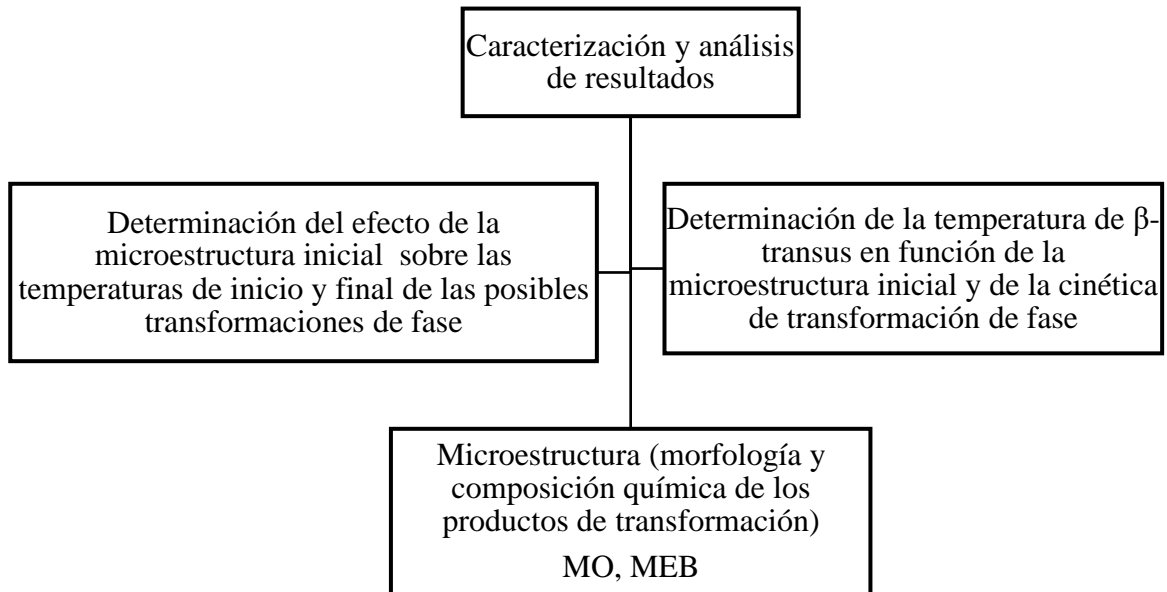 Caracterización y análisis
de resultados
Determinación del efecto de la
microestructura inicial sobre las
temperaturas de inicio y final de las posibles
transformaciones de fase
Determinación de la temperatura de β-
transus en función de la
microestructura inicial y de la cinética
de transformación de fase
Microestructura (morfología y
composición química de los
productos de transformación)
MO, MEB